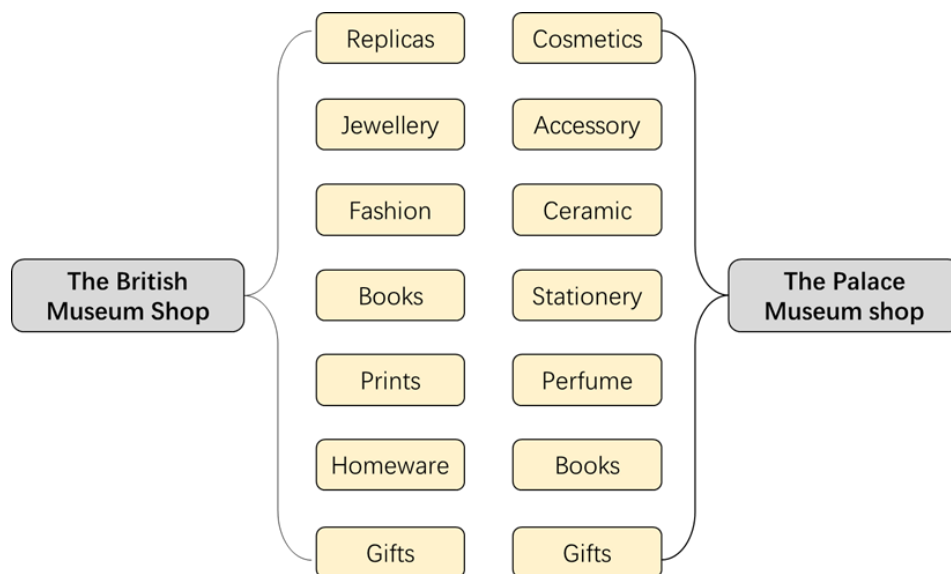 Replicas
Cosmetics
Jewellery
Accessory
Fashion
Ceramic
The British
Museum Shop
The Palace
Museum shop
Books
Stationery
Prints
Perfume
Homeware
Books
Gifts
Gifts